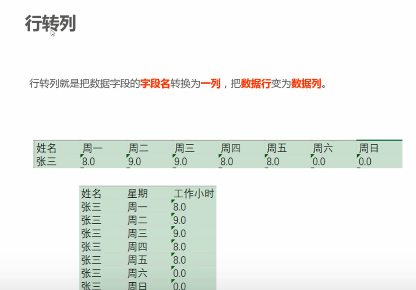 行转列
行转列就是把数据字段的字段名转换为一列，把数据行变为数据列。
姓名 周一 周二 周三 周四 周五 周六 周日
张三 8.0 9.0 9.0 8.0 8.0 0.0 0.0
姓名 星期 工作小时
张三 周一 8.0
张三 周二 9.0
张三 周三 9.0
张三 周四 8.0
张三 周五 8.0
张三 周六 0.0
张三 周日 0.0